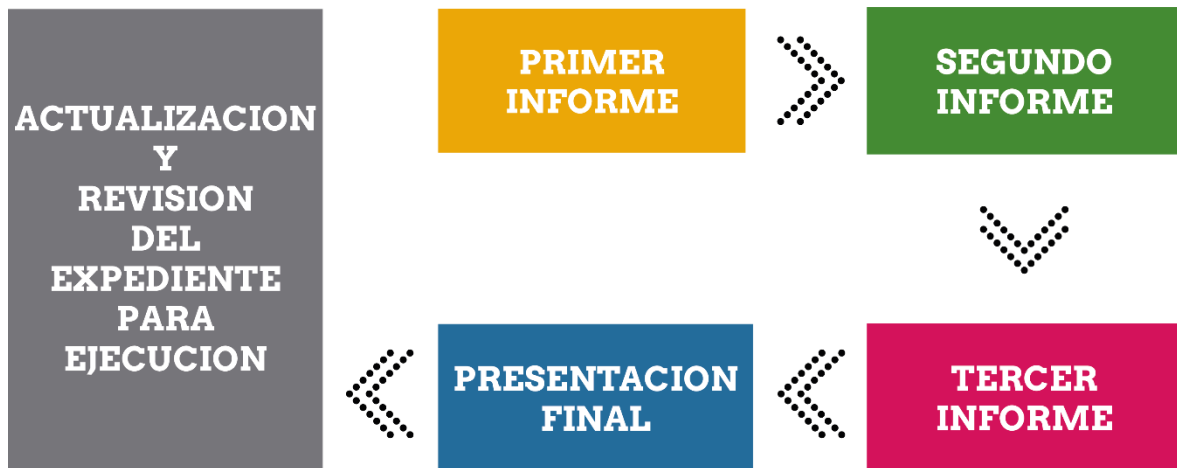 ACTUALIZACION
Y
REVISION
DEL
EXPEDIENTE
PARA
EJECUCION
PRIMER
INFORME
SEGUNDO
INFORME
PRESENTACION
FINAL
TERCER
INFORME